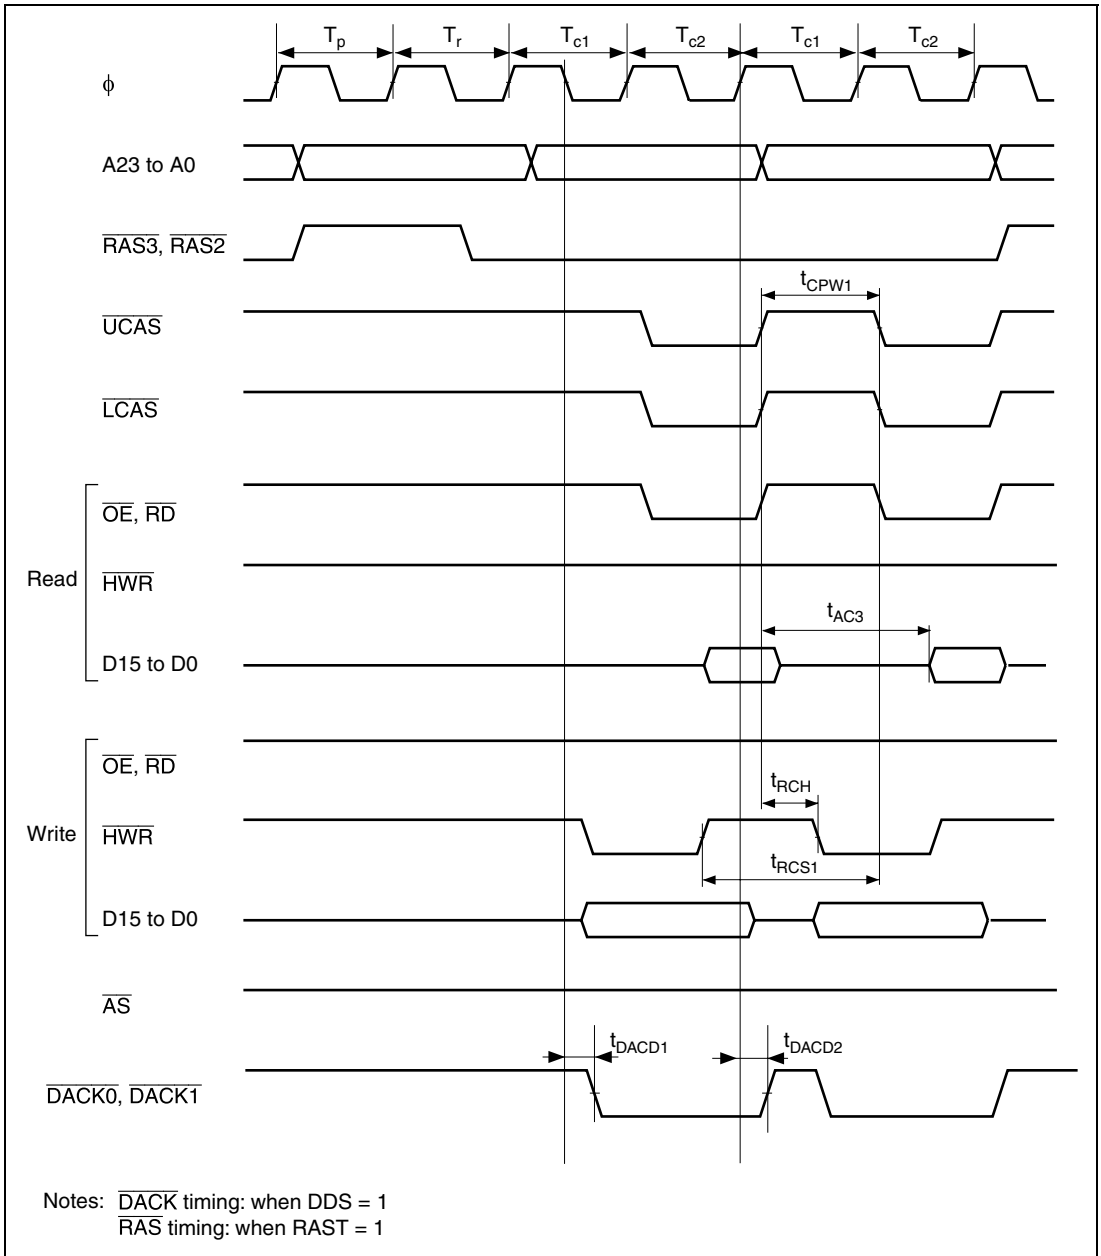 Tp Tr Tc1 Tc2 Tc1 Tc2
ϕ
A23 to A0
RAS3, RAS2
tCPW1
UCAS
LCAS
OE, RD
Read
HWR
tAC3
D15 to D0
OE, RD
tRCH
Write
HWR
tRCS1
D15 to D0
AS
tDACD1 tDACD2
DACK0, DACK1
Notes: DACK timing: when DDS = 1
RAS timing: when RAST = 1